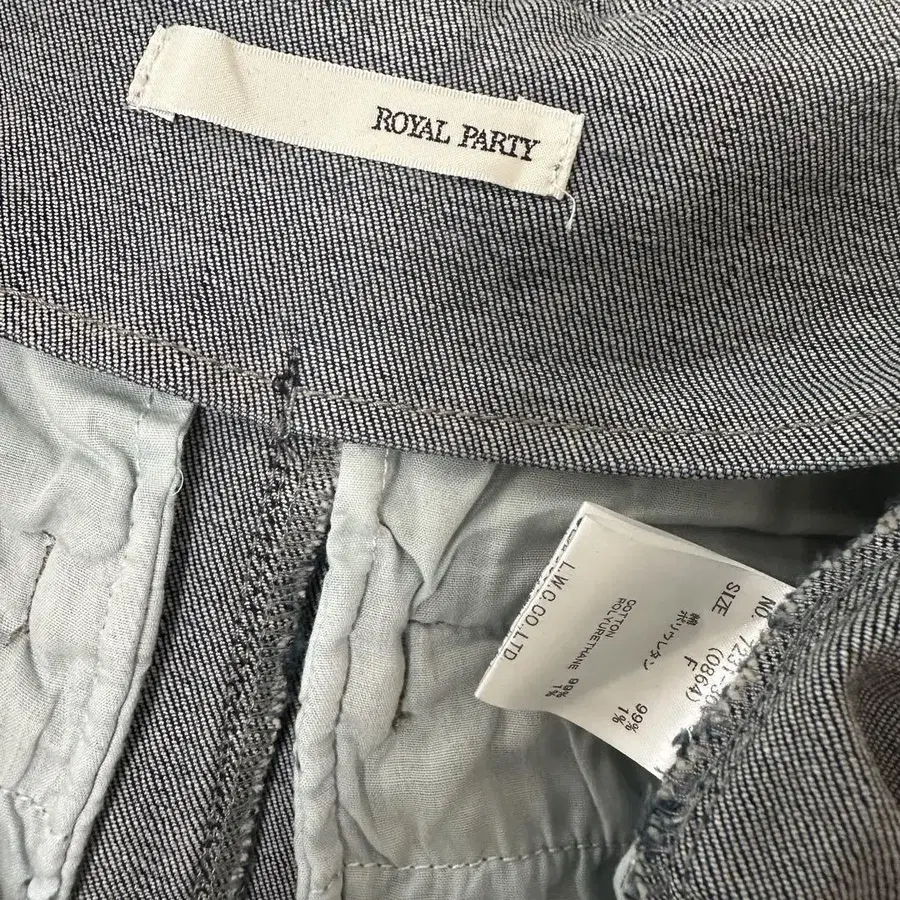 ROYAL PARTY
NO. 723-
(0864)
SIZE F
綿 99%
ポリウレタン 1%
COTTON 99%
POLYURETHANE 1%
L.W.C.CO.,LTD